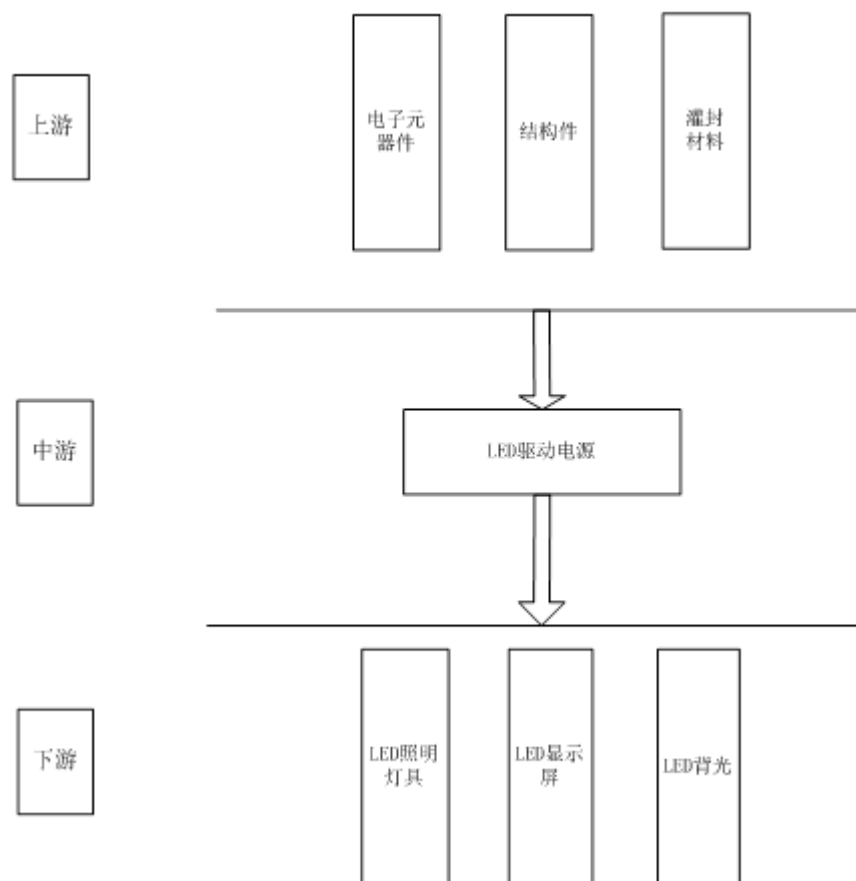 上游
电子元
器件
结构件
灌封
材料
中游
LED驱动电源
下游
LED照明
灯具
LED显示
屏
LED背光